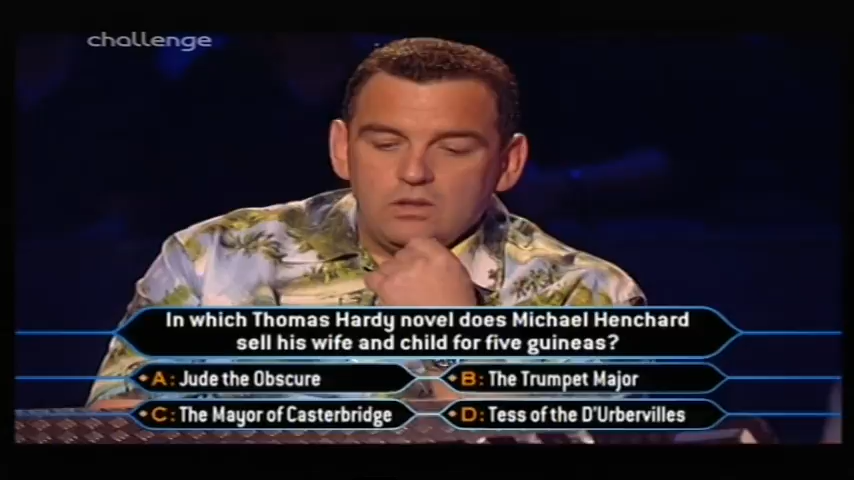 challenge
In which Thomas Hardy novel does Michael Henchard
sell his wife and child for five guineas?
A: Jude the Obscure
B: The Trumpet Major
C: The Mayor of Casterbridge
D: Tess of the D'Urbervilles